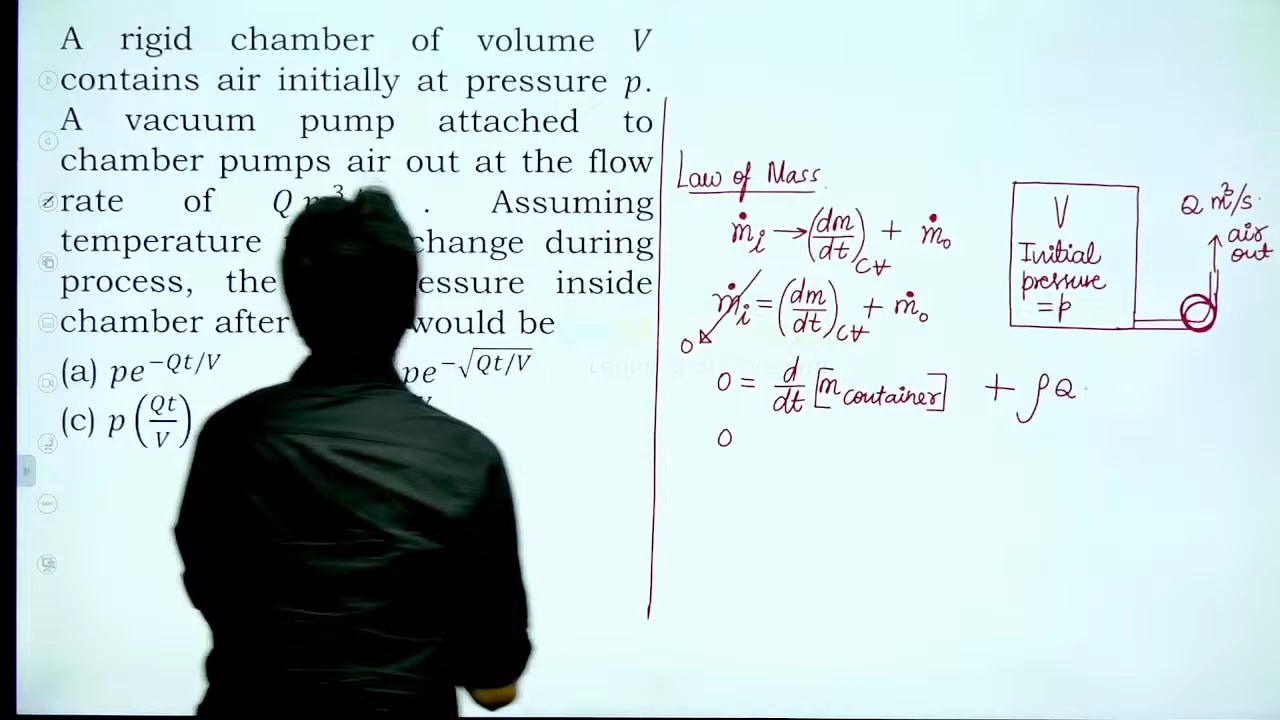 A rigid chamber of volume V
contains air initially at pressure p.
A vacuum pump attached to
chamber pumps air out at the flow
rate of Q . Assuming
temperature change during
process, the inside
chamber after would be
(a) pe^{-Qt/V} pe^{-\sqrt{Qt/V}}
(c) p(Qt/V)
Law of Mass
ṁ_i → (dm/dt)_{CV} + ṁ_o
ṁ_i = (dm/dt)_{CV} + ṁ_o
0
0 = d/dt [m container] + ρQ
0
V
Initial
pressure
= p
Q m³/s.
air
out